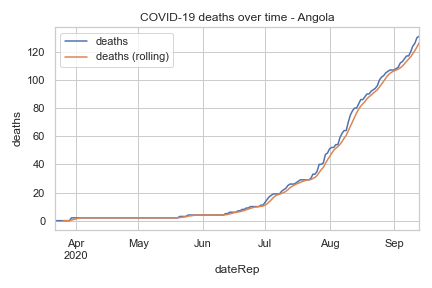 COVID-19 deaths over time - Angola
deaths
deaths (rolling)
deaths
120
100
80
60
40
20
0
Apr
2020
May
Jun
Jul
Aug
Sep
dateRep